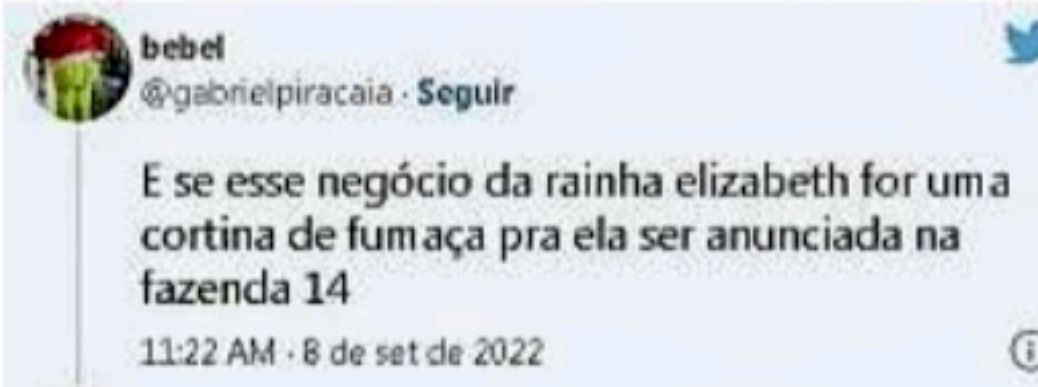 bebel
@gabrielpiracaia · Seguir
E se esse negócio da rainha elizabeth for uma
cortina de fumaça pra ela ser anunciada na
fazenda 14
11:22 AM · 8 de set de 2022